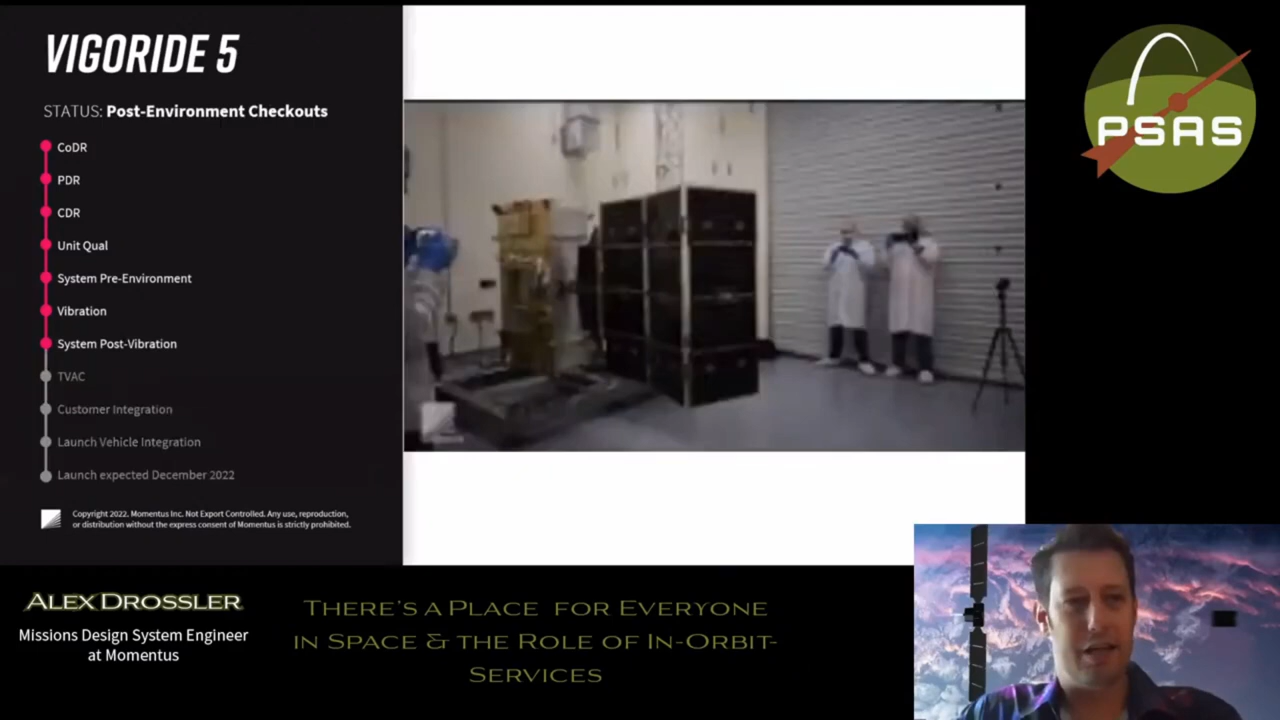 VIGORIDE 5
STATUS: Post-Environment Checkouts
CoDR
PDR
CDR
Unit Qual
System Pre-Environment
Vibration
System Post-Vibration
TVAC
Customer Integration
Launch Vehicle Integration
Launch expected December 2022
Copyright 2022. Momentus Inc. Not Export Controlled. Any use, reproduction,
or distribution without the express consent of Momentus is strictly prohibited.
PSAS
ALEX DROSSLER
Missions Design System Engineer
at Momentus
THERE'S A PLACE FOR EVERYONE
IN SPACE & THE ROLE OF IN-ORBIT-
SERVICES